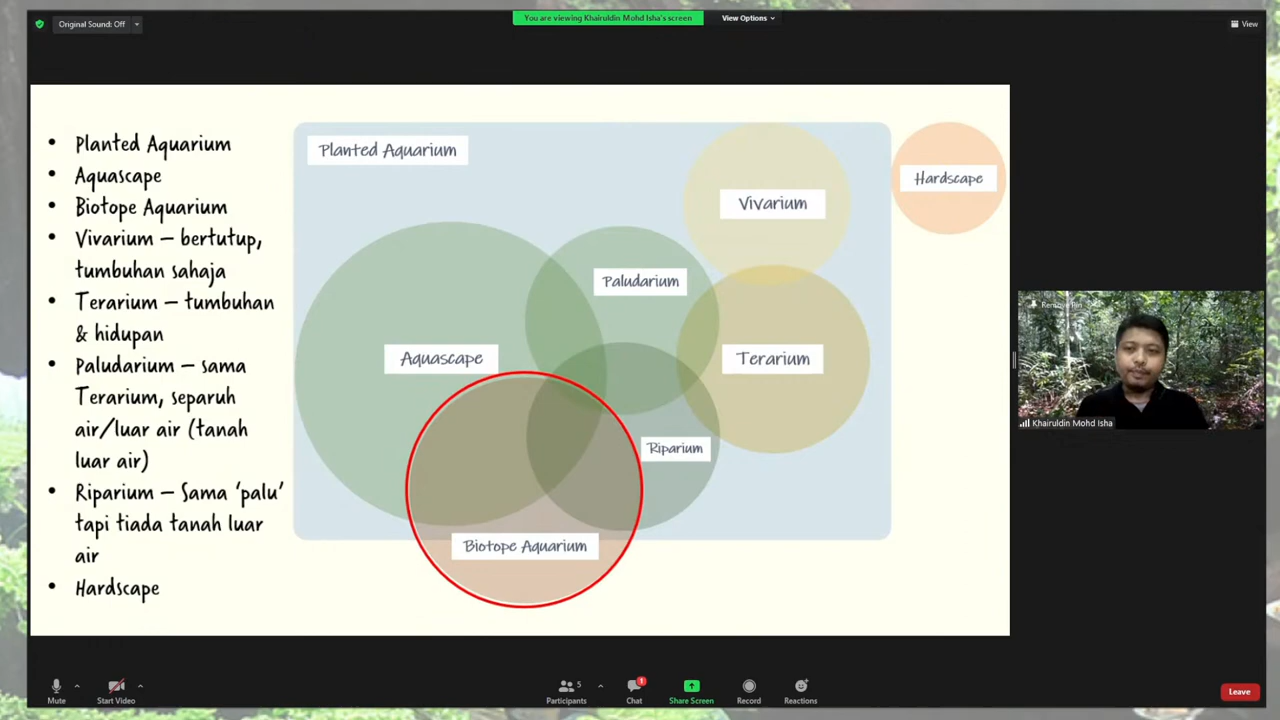 Original Sound: Off
You are viewing Khairuldin Mohd Isha's screen
View Options
View
Planted Aquarium
Aquascape
Biotope Aquarium
Vivarium – bertutup,
tumbuhan sahaja
Terarium – tumbuhan
& hidupan
Paludarium – sama
Terarium, separuh
air/luar air (tanah
luar air)
Riparium – Sama 'palu'
tapi tiada tanah luar
air
Hardscape
Planted Aquarium
Vivarium
Hardscape
Paludarium
Aquascape
Terarium
Riparium
Biotope Aquarium
Remove Pin
Khairuldin Mohd Isha
Mute
Start Video
5
Participants
1
Chat
Share Screen
Record
Reactions
Leave